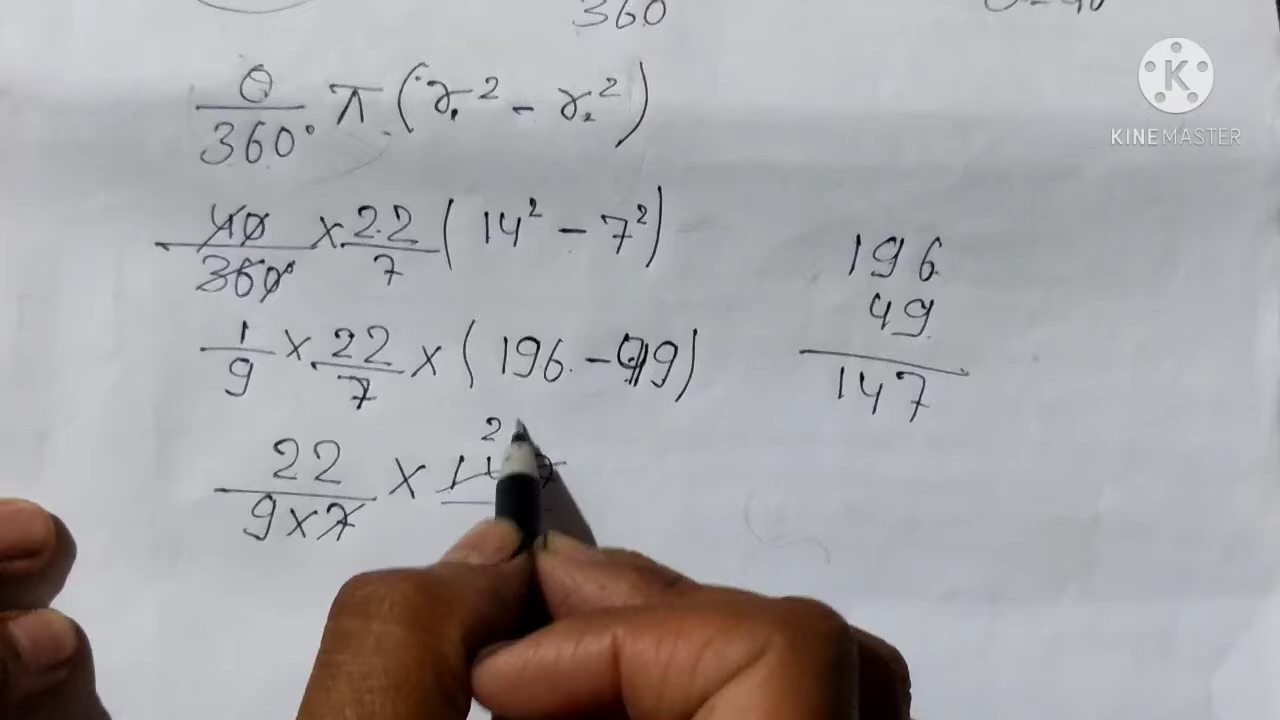 360
θ/360° π (r₁² - r₂²)
40/360° × 22/7 ( 14² - 7² )
1/9 × 22/7 × ( 196 - 49 )
22/(9×7) ×
2
196
49
147
KINEMASTER